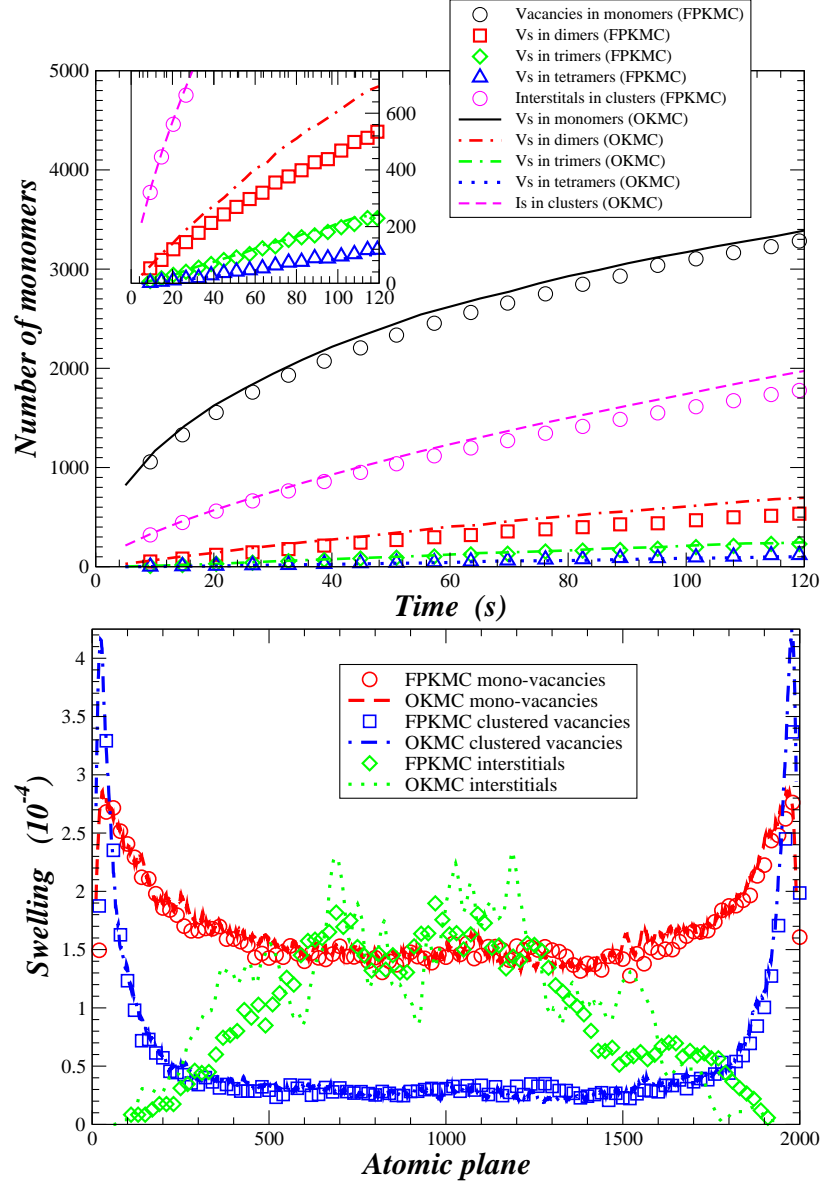 Vacancies in monomers (FPKMC)
Vs in dimers (FPKMC)
Vs in trimers (FPKMC)
Vs in tetramers (FPKMC)
Interstitals in clusters (FPKMC)
Vs in monomers (OKMC)
Vs in dimers (OKMC)
Vs in trimers (OKMC)
Vs in tetramers (OKMC)
Is in clusters (OKMC)
5000
4000
3000
2000
1000
0
Number of monomers
600
400
200
0
0 20 40 60 80 100 120
0 20 40 60 80 100 120
Time (s)
FPKMC mono-vacancies
OKMC mono-vacancies
FPKMC clustered vacancies
OKMC clustered vacancies
FPKMC interstitials
OKMC interstitials
4
3.5
3
2.5
2
1.5
1
0.5
0
Swelling (10⁻⁴)
0 500 1000 1500 2000
Atomic plane